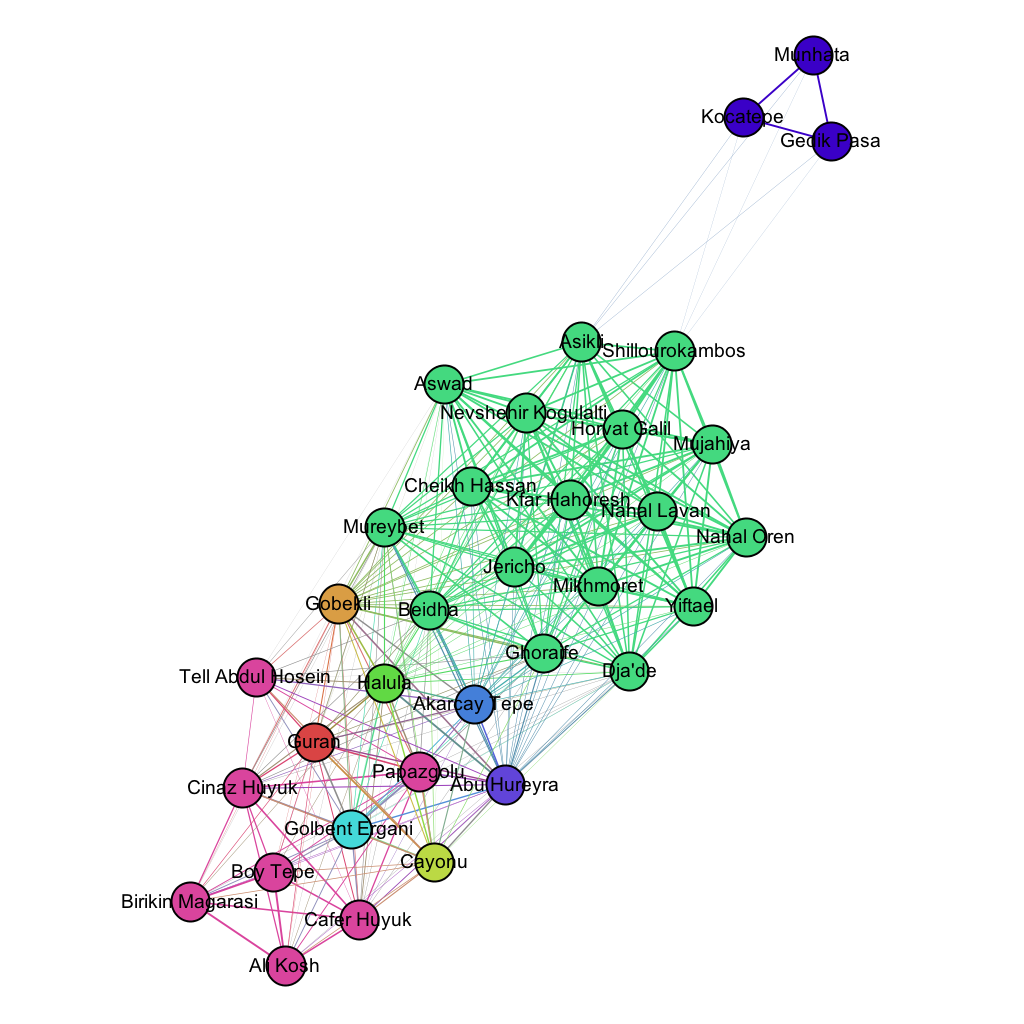 Munhata
Kocatepe
Gedik Pasa
Asikli
Shillourokambos
Aswad
Nevshehir Kogulalti
Horvat Galil
Mujahiya
Cheikh Hassan
Kfar Hahoresh
Nahal Lavan
Mureybet
Nahal Oren
Jericho
Mikhmoret
Gobekli
Beidha
Yiftael
Ghoraife
Dja'de
Tell Abdul Hosein
Halula
Akarcay Tepe
Guran
Papazgolu
Cinaz Huyuk
Abu Hureyra
Golbent Ergani
Cayonu
Boy Tepe
Birikin Magarasi
Cafer Huyuk
Ali Kosh